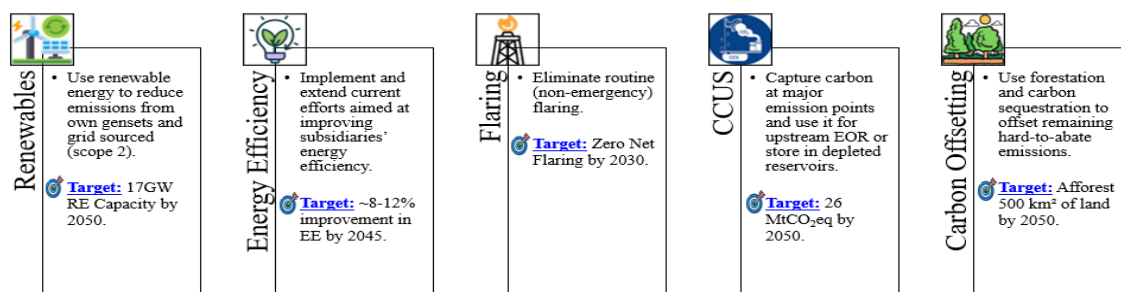 Renewables
• Use renewable
energy to reduce
emissions from
own gensets and
grid sourced
(scope 2).
Target: 17GW
RE Capacity by
2050.
Energy Efficiency
• Implement and
extend current
efforts aimed at
improving
subsidiaries’
energy
efficiency.
Target: ~8-12%
improvement in
EE by 2045.
Flaring
• Eliminate routine
(non-emergency)
flaring.
Target: Zero Net
Flaring by 2030.
CCUS
• Capture carbon
at major
emission points
and use it for
upstream EOR or
store in depleted
reservoirs.
Target: 26
MtCO₂eq by
2050.
Carbon Offsetting
• Use forestation
and carbon
sequestration to
offset remaining
hard-to-abate
emissions.
Target: Afforest
500 km² of land
by 2050.